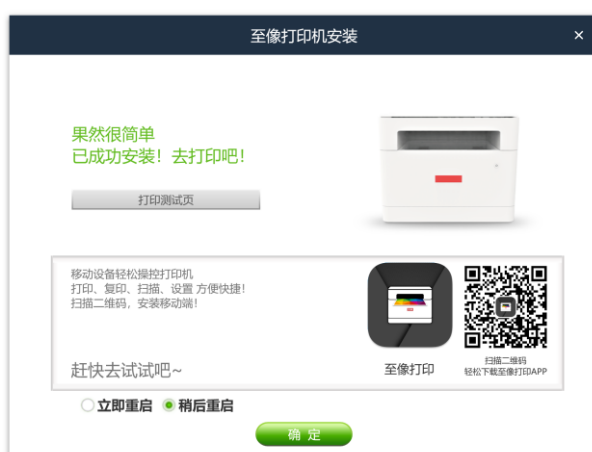 至像打印机安装
×
果然很简单
已成功安装！去打印吧！
打印测试页
移动设备轻松操控打印机
打印、复印、扫描、设置 方便快捷！
扫描二维码，安装移动端！
赶快去试试吧~
至像打印
扫描二维码
轻松下载至像打印APP
立即重启 稍后重启
确 定